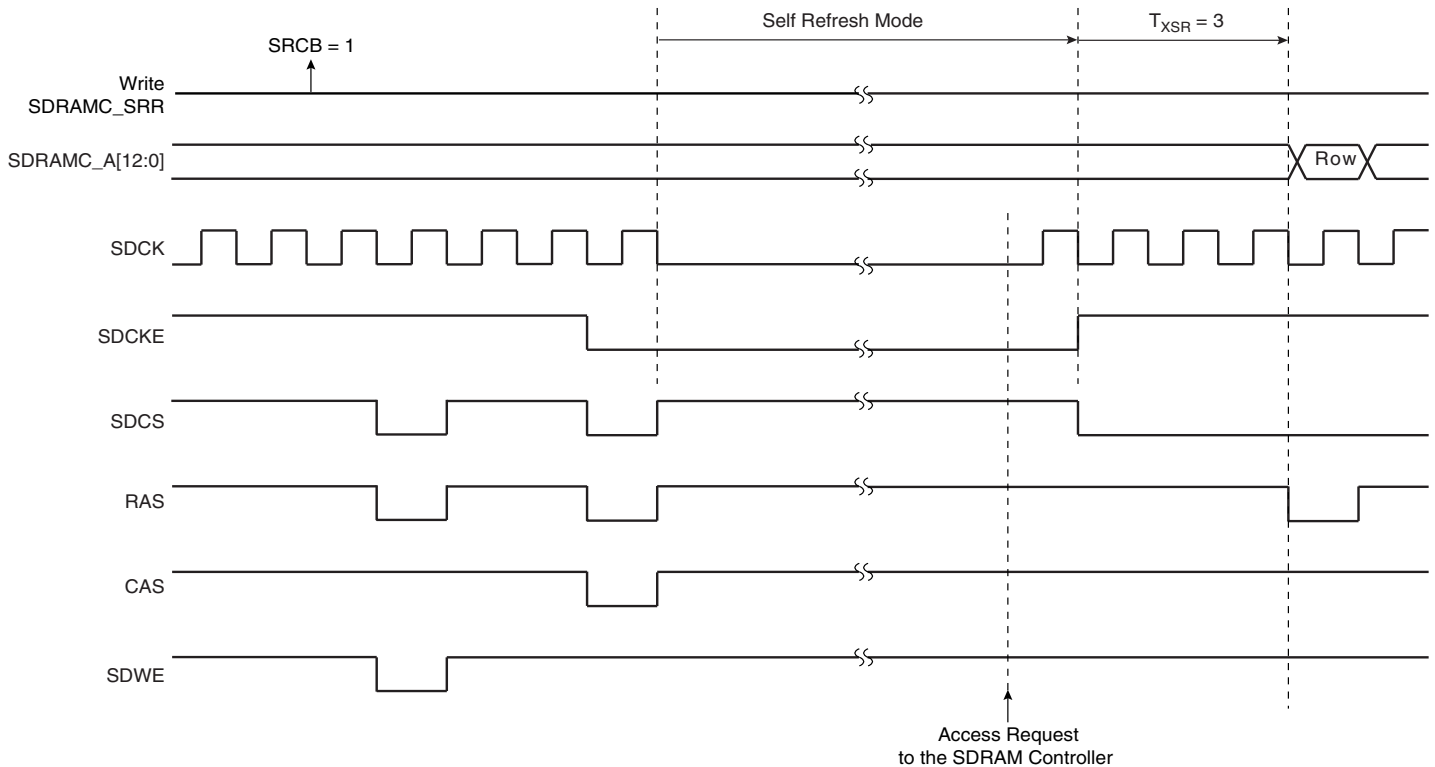 Self Refresh Mode
TXSR = 3
SRCB = 1
Write
SDRAMC_SRR
SDRAMC_A[12:0]
Row
SDCK
SDCKE
SDCS
RAS
CAS
SDWE
Access Request
to the SDRAM Controller